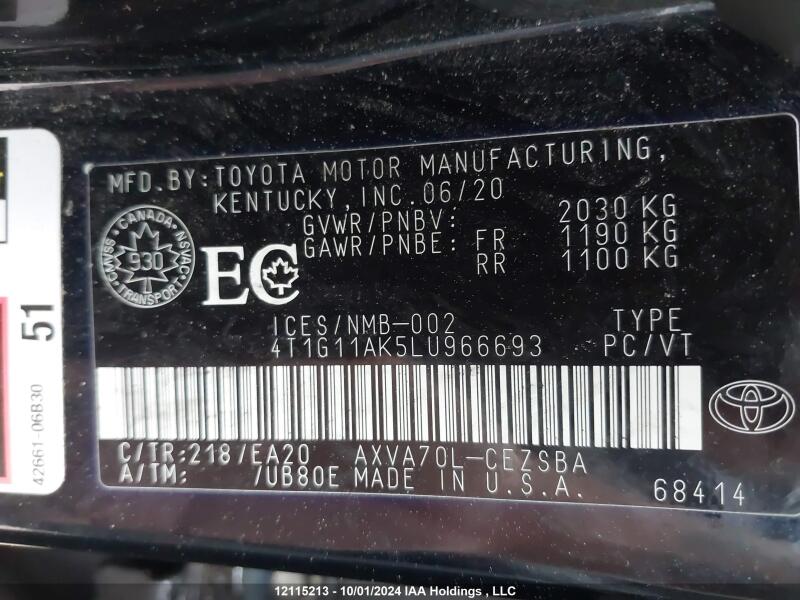 MFD.BY:TOYOTA MOTOR MANUFACTURING,
KENTUCKY,INC.06/20
GVWR/PNBV: 2030 KG
GAWR/PNBE: FR 1190 KG
RR 1100 KG
CANADA
CMVSS NSVAC
930
TRANSPORT
EC
ICES/NMB-002 TYPE
4T1G11AK5LU966693 PC/VT
C/TR:218/EA20 AXVA70L-CEZSBA
A/TM: /UB80E MADE IN U.S.A.
68414
51
42661-06B30
12115213 - 10/01/2024 IAA Holdings , LLC